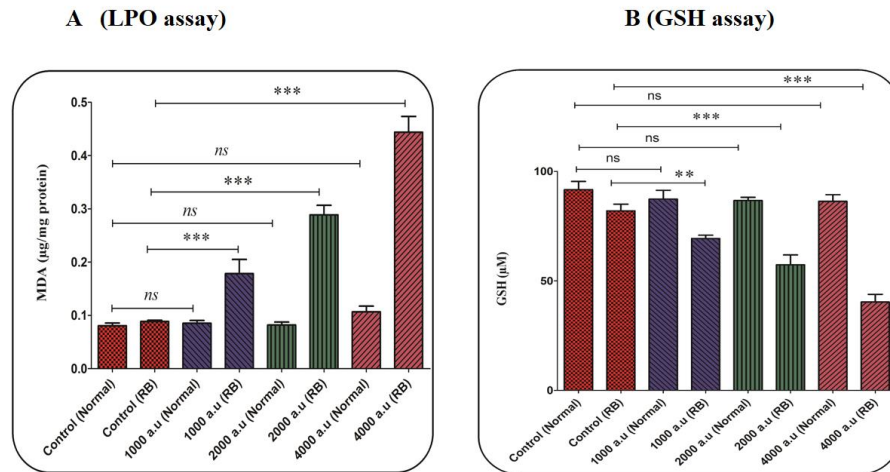 A (LPO assay)
B (GSH assay)
***
ns
***
ns
***
ns
0.5
0.4
0.3
0.2
0.1
0.0
MDA (µg/mg protein)
Control (Normal)
Control (RB)
1000 a.u (Normal)
1000 a.u (RB)
2000 a.u (Normal)
2000 a.u (RB)
4000 a.u (Normal)
4000 a.u (RB)
***
ns
***
ns
ns
**
100
50
0
GSH (µM)
Control (Normal)
Control (RB)
1000 a.u (Normal)
1000 a.u (RB)
2000 a.u (Normal)
2000 a.u (RB)
4000 a.u (Normal)
4000 a.u (RB)